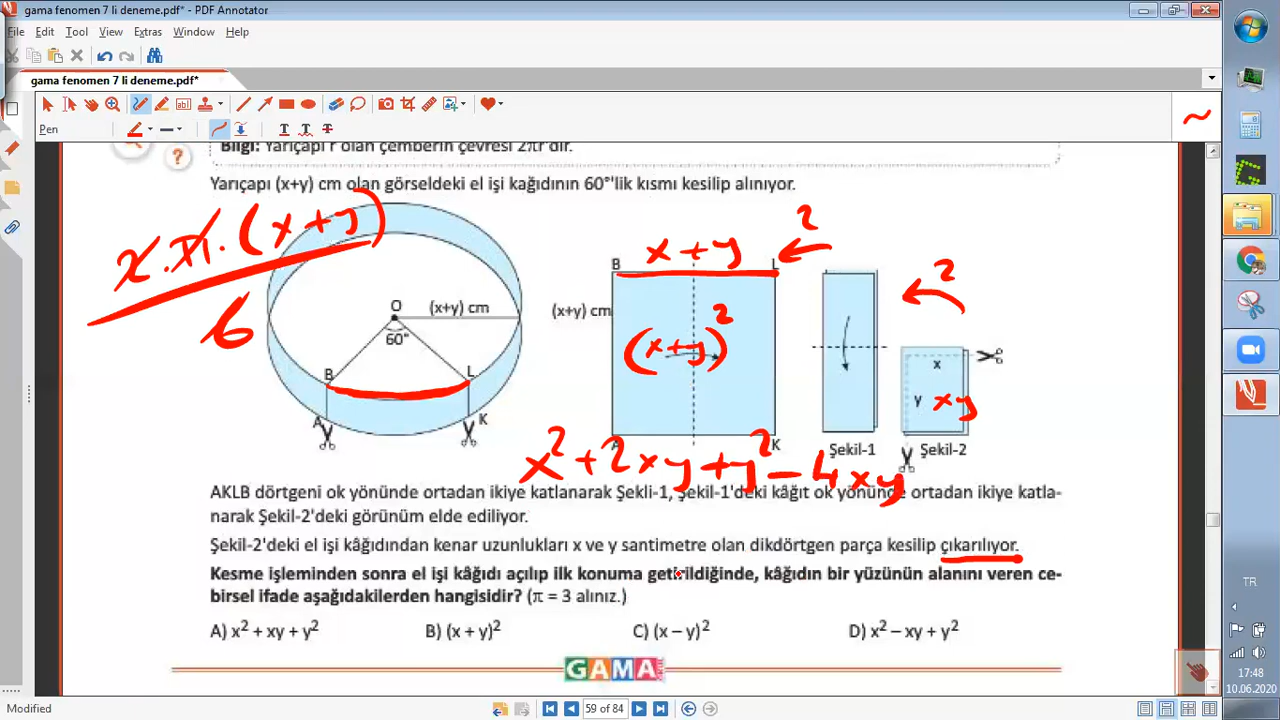 gama fenomen 7 li deneme.pdf* - PDF Annotator
File Edit Tool View Extras Window Help
gama fenomen 7 li deneme.pdf*
Pen
Bilgi: Yarıçapı r olan çemberin çevresi 2πr'dir.
Yarıçapı (x+y) cm olan görseldeki el işi kağıdının 60°'lik kısmı kesilip alınıyor.
2.π.(x+y)
6
O
(x+y) cm
60°
B
L
A
K
x+y
2
B
L
(x+y) cm
(x+y)²
A
K
2
x
y
xy
Şekil-1
Şekil-2
x²+2xy+y²-4xy
AKLB dörtgeni ok yönünde ortadan ikiye katlanarak Şekli-1, Şekil-1'deki kâğıt ok yönünde ortadan ikiye katla-
narak Şekil-2'deki görünüm elde ediliyor.
Şekil-2'deki el işi kâğıdından kenar uzunlukları x ve y santimetre olan dikdörtgen parça kesilip çıkarılıyor.
Kesme işleminden sonra el işi kâğıdı açılıp ilk konuma getirildiğinde, kâğıdın bir yüzünün alanını veren ce-
birsel ifade aşağıdakilerden hangisidir? (π = 3 alınız.)
A) x² + xy + y² B) (x + y)² C) (x – y)² D) x² – xy + y²
GAMA
Modified
59 of 84
TR
17:48
10.06.2020